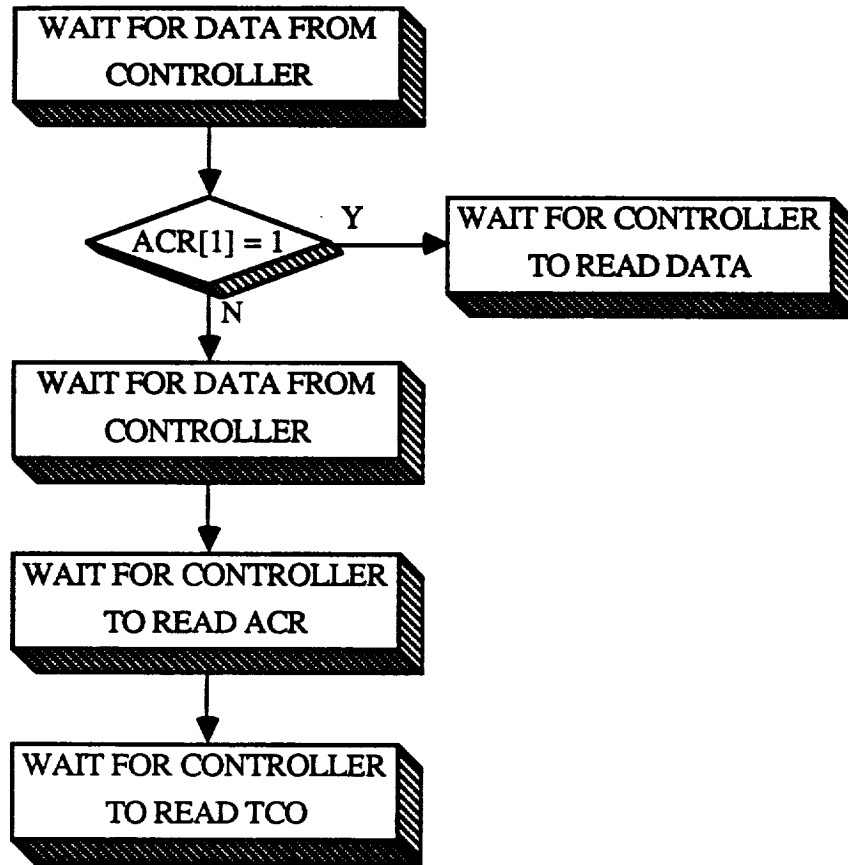 WAIT FOR DATA FROM
CONTROLLER
ACR[1] = 1
Y
WAIT FOR CONTROLLER
TO READ DATA
N
WAIT FOR DATA FROM
CONTROLLER
WAIT FOR CONTROLLER
TO READ ACR
WAIT FOR CONTROLLER
TO READ TCO